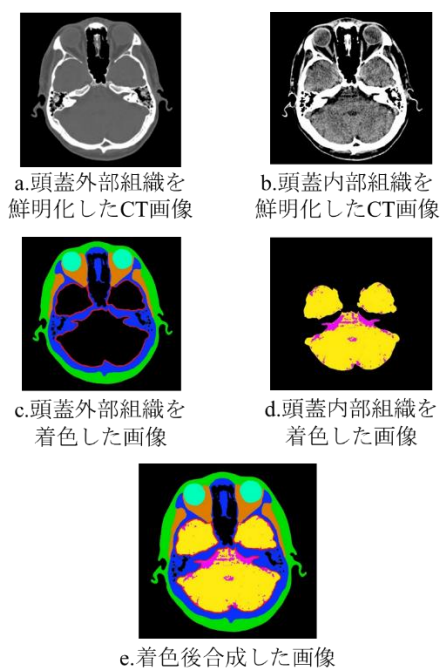 a.頭蓋外部組織を
鮮明化したCT画像
b.頭蓋内部組織を
鮮明化したCT画像
c.頭蓋外部組織を
着色した画像
d.頭蓋内部組織を
着色した画像
e.着色後合成した画像